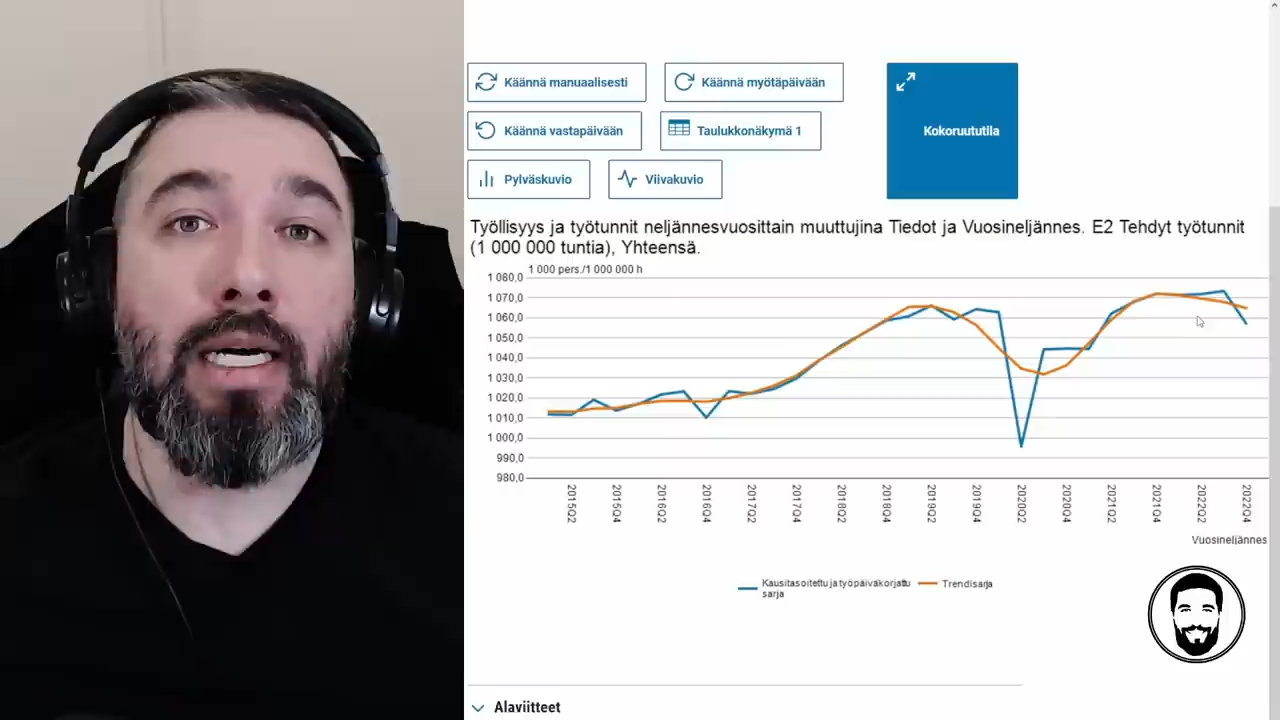 Käännä manuaalisesti
Käännä myötäpäivään
Käännä vastapäivään
Taulukkonäkymä 1
Kokoruututila
Pylväskuvio
Viivakuvio
Työllisyys ja työtunnit neljännesvuosittain muuttujina Tiedot ja Vuosineljännes. E2 Tehdyt työtunnit
(1 000 000 tuntia), Yhteensä.
1 000 pers./1 000 000 h
1 080,0
1 070,0
1 060,0
1 050,0
1 040,0
1 030,0
1 020,0
1 010,0
1 000,0
990,0
980,0
2015Q2
2015Q4
2016Q2
2016Q4
2017Q2
2017Q4
2018Q2
2018Q4
2019Q2
2019Q4
2020Q2
2020Q4
2021Q2
2021Q4
2022Q2
2022Q4
Vuosineljännes
Kausitasoitettu ja työpäiväkorjattu
sarja
Trendisarja
Alaviitteet